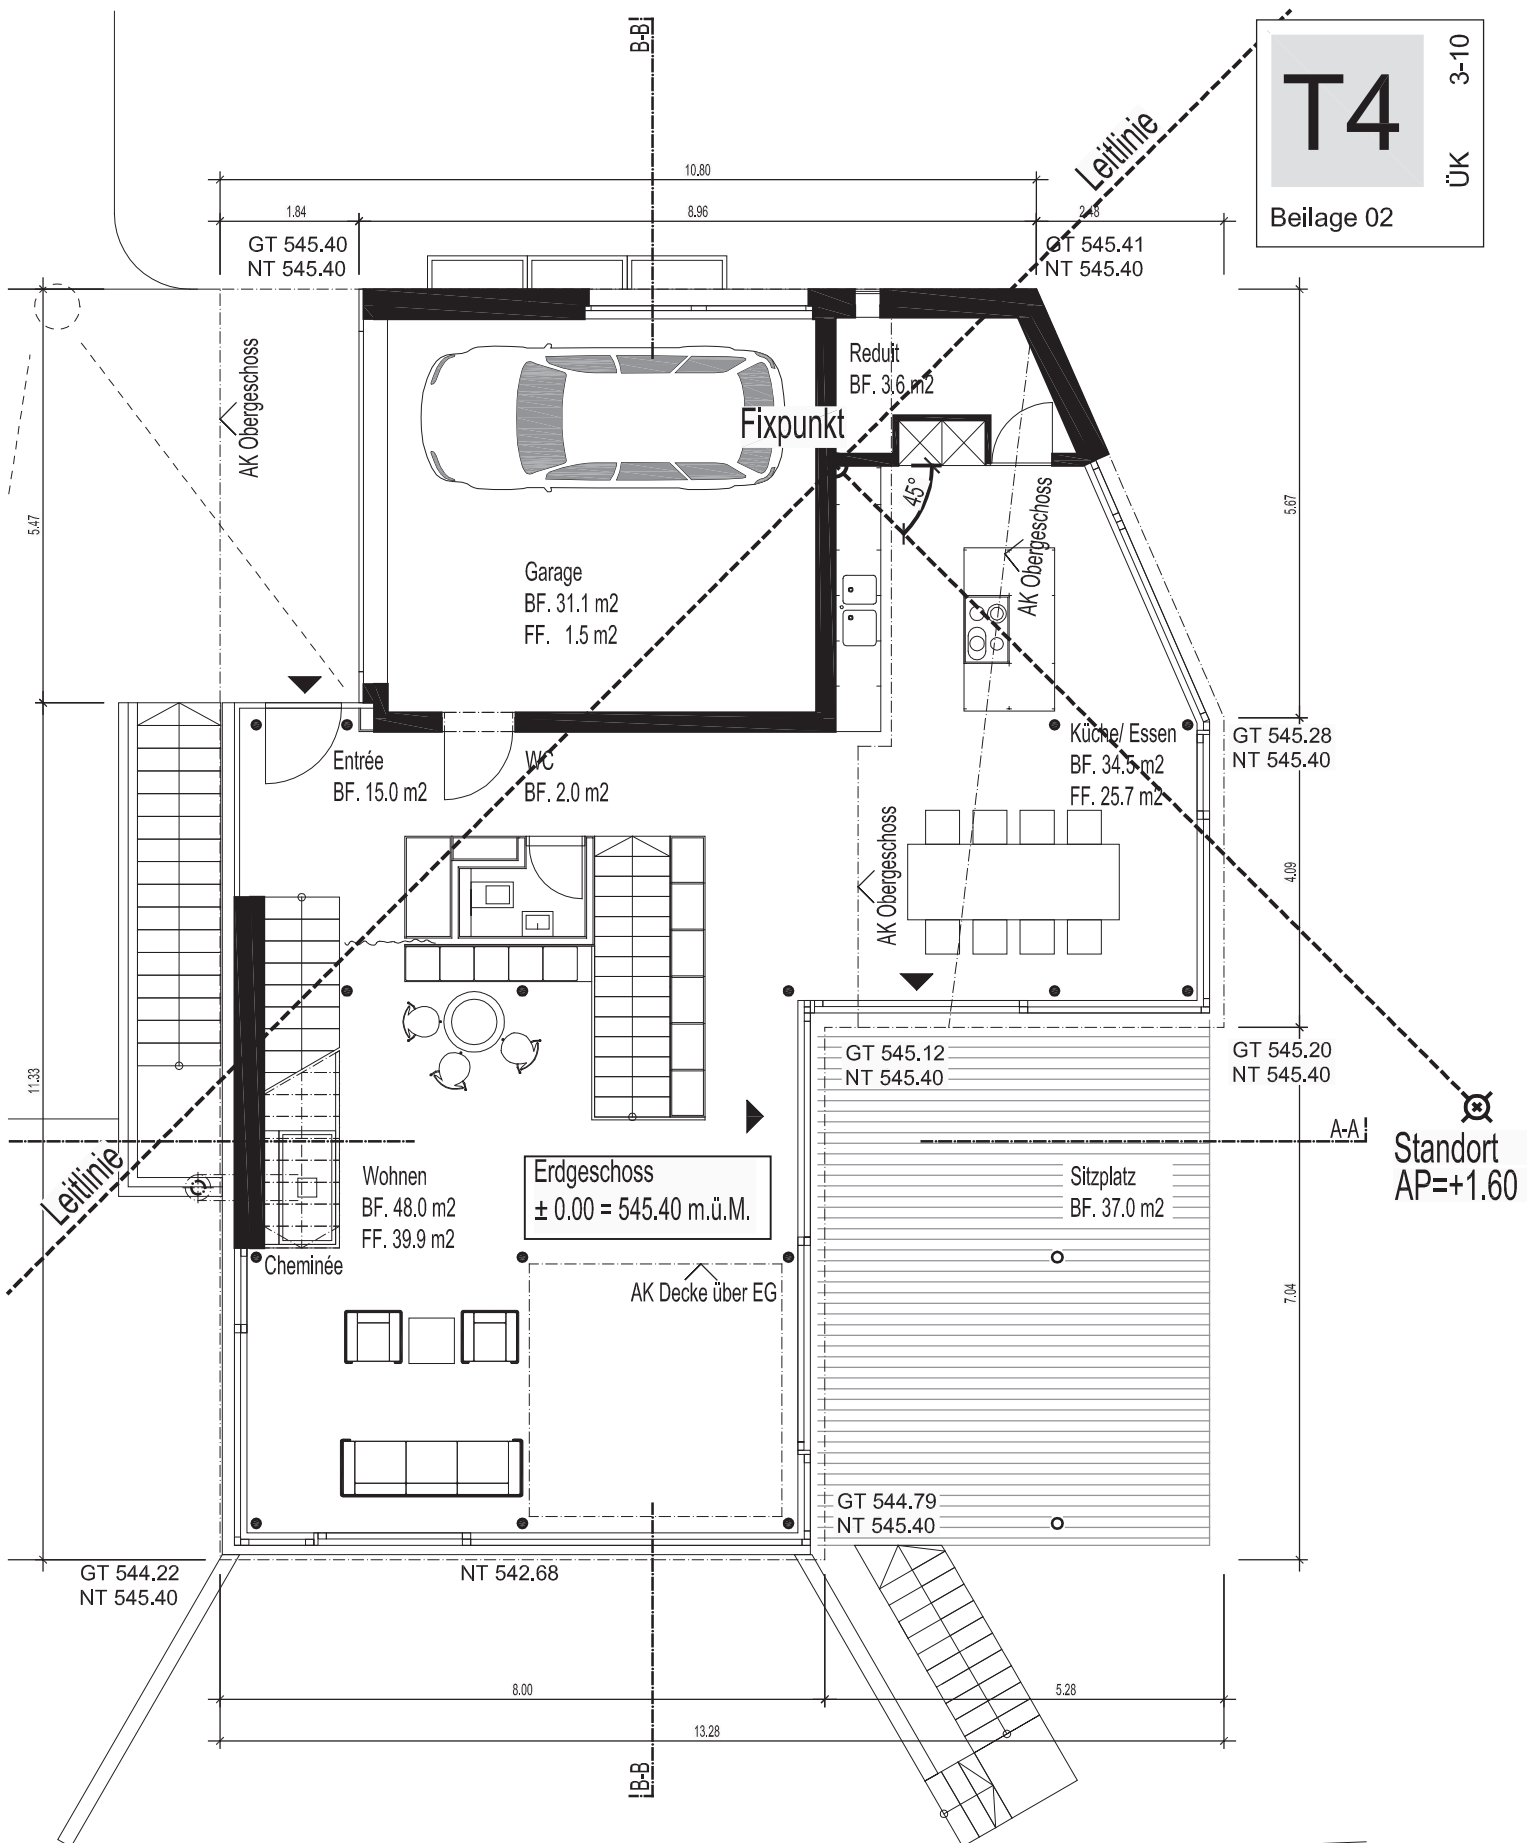 B-B
T4
3-10
ÜK
Beilage 02
Leitlinie
10.80
1.84
8.96
2.48
GT 545.40
NT 545.40
GT 545.41
NT 545.40
AK Obergeschoss
Reduit
BF. 3.6 m2
Fixpunkt
45°
5.47
5.67
AK Obergeschoss
Garage
BF. 31.1 m2
FF. 1.5 m2
Entrée
BF. 15.0 m2
WC
BF. 2.0 m2
Küche/ Essen
BF. 34.5 m2
FF. 25.7 m2
GT 545.28
NT 545.40
AK Obergeschoss
4.09
11.33
GT 545.12
NT 545.40
GT 545.20
NT 545.40
A-A
Standort
AP=+1.60
Leitlinie
Wohnen
BF. 48.0 m2
FF. 39.9 m2
Erdgeschoss
± 0.00 = 545.40 m.ü.M.
Sitzplatz
BF. 37.0 m2
Cheminée
AK Decke über EG
7.04
GT 544.79
NT 545.40
GT 544.22
NT 545.40
NT 542.68
8.00
5.28
13.28
B-B